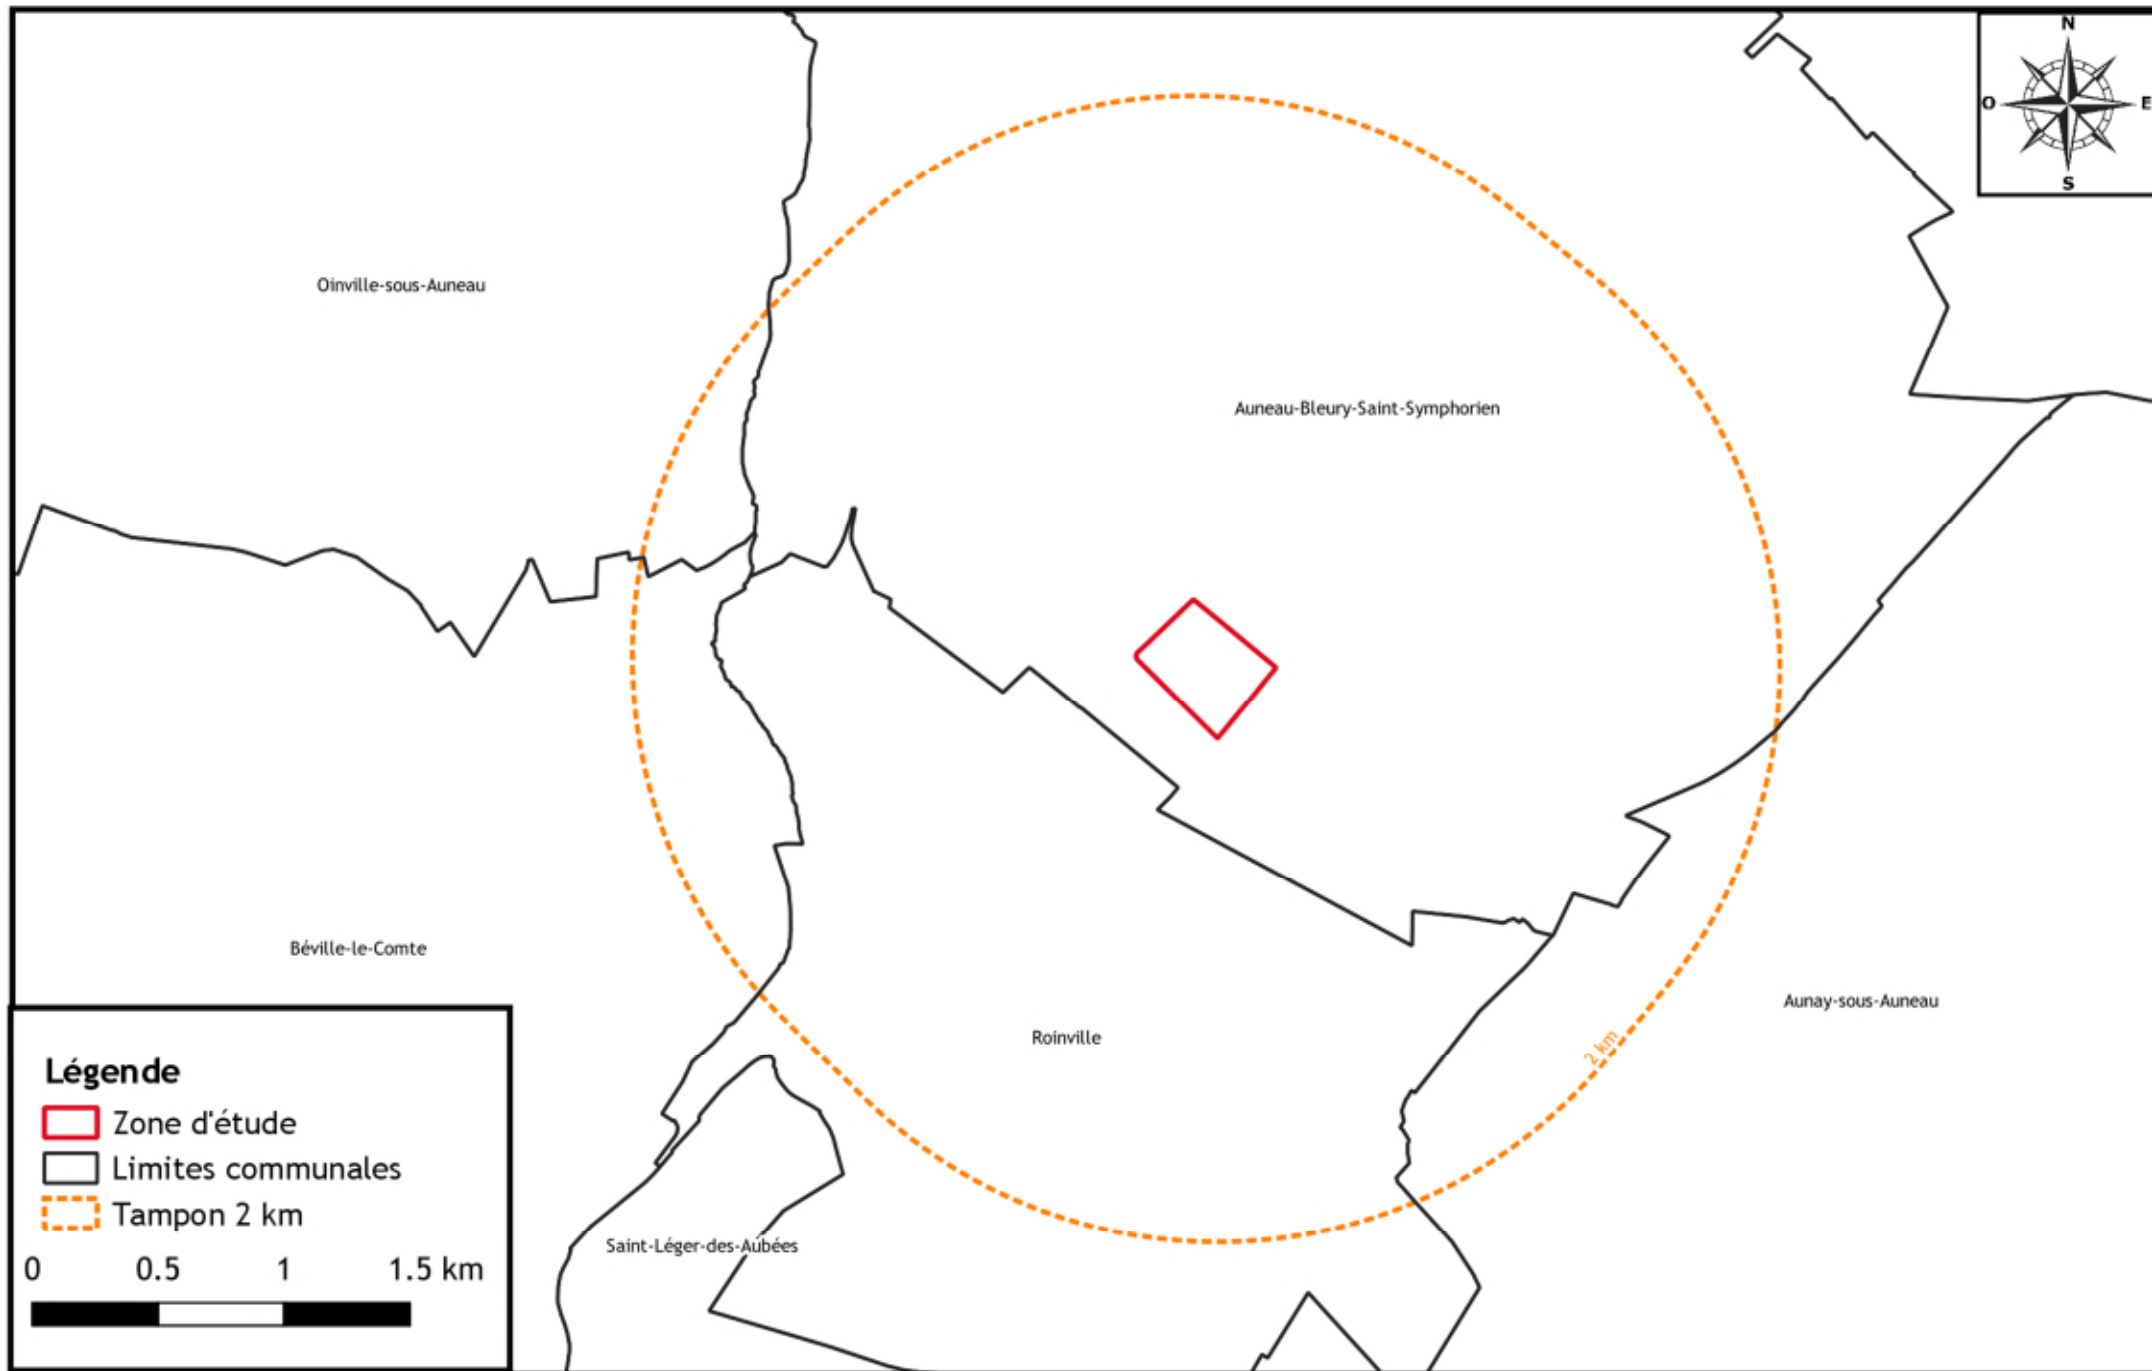 N
O
E
S
Oinville-sous-Auneau
Auneau-Bleury-Saint-Symphorien
Béville-le-Comte
Aunay-sous-Auneau
Roinville
2 km
Saint-Léger-des-Aubées
Légende
Zone d'étude
Limites communales
Tampon 2 km
0 0.5 1 1.5 km